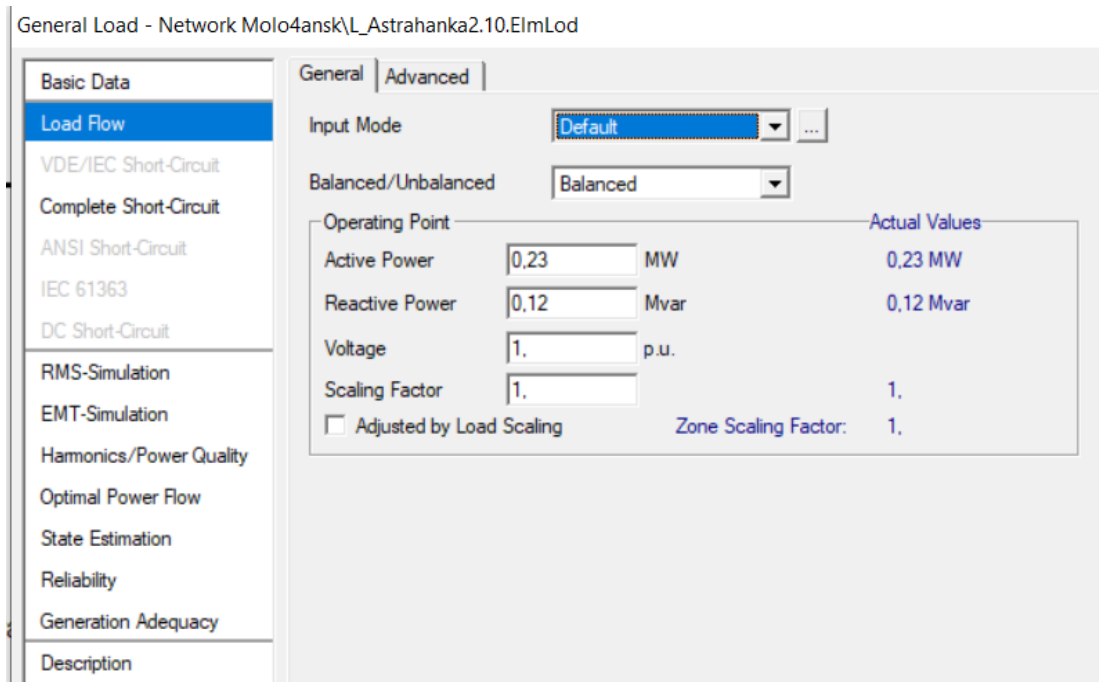 General Load - Network Molo4ansk\L_Astrahanka2.10.ElmLod
Basic Data
Load Flow
VDE/IEC Short-Circuit
Complete Short-Circuit
ANSI Short-Circuit
IEC 61363
DC Short-Circuit
RMS-Simulation
EMT-Simulation
Harmonics/Power Quality
Optimal Power Flow
State Estimation
Reliability
Generation Adequacy
Description
General Advanced
Input Mode Default ...
Balanced/Unbalanced Balanced
Operating Point Actual Values
Active Power 0,23 MW 0,23 MW
Reactive Power 0,12 Mvar 0,12 Mvar
Voltage 1, p.u.
Scaling Factor 1, 1,
Adjusted by Load Scaling Zone Scaling Factor: 1,